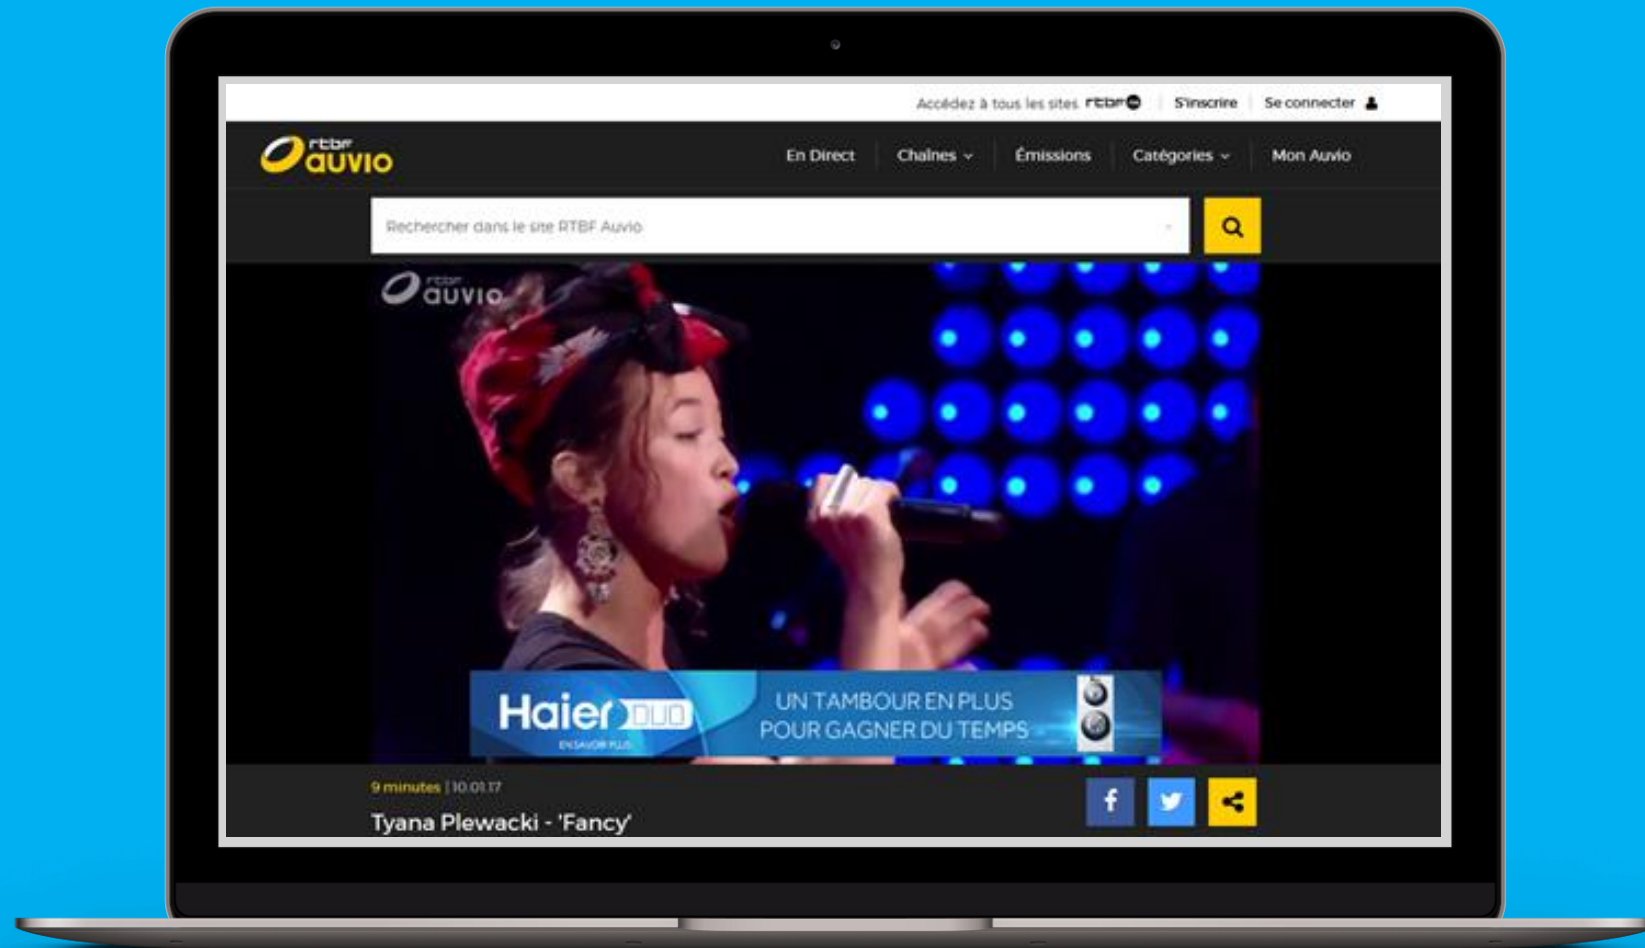 Accédez à tous les sites rtbf.be S'inscrire Se connecter
rtbf auvio
En Direct Chaînes Émissions Catégories Mon Auvio
Rechercher dans le site RTBF Auvio
rtbf auvio
Haier DUO
EN SAVOIR PLUS
UN TAMBOUR EN PLUS
POUR GAGNER DU TEMPS
9 minutes | 10.01.17
f
Tyana Plewacki - 'Fancy'